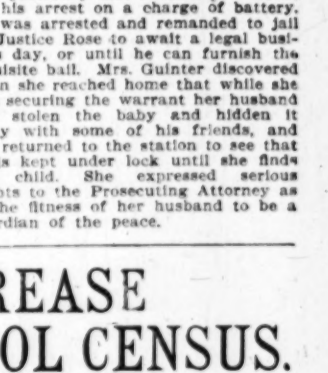 his arrest on a charge of battery.
was arrested and remanded to jail
Justice Rose to await a legal busi-
day, or until he can furnish the
uisite bail. Mrs. Guinter discovered
n she reached home that while she
securing the warrant her husband
stolen the baby and hidden it
y with some of his friends, and
returned to the station to see that
is kept under lock until she finds
child. She expressed serious
bts to the Prosecuting Attorney as
he fitness of her husband to be a
rdian of the peace.
REASE
OL CENSUS.